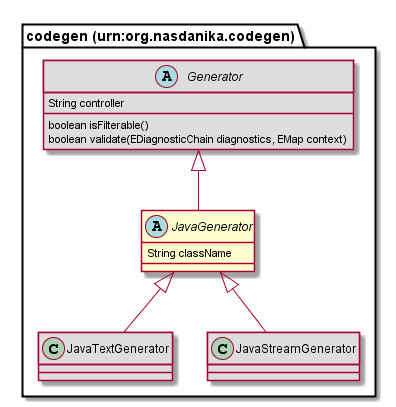 codegen (urn:org.nasdanika.codegen)
A Generator
String controller
boolean isFilterable()
boolean validate(EDiagnosticChain diagnostics, EMap context)
A JavaGenerator
String className
C JavaTextGenerator
C JavaStreamGenerator